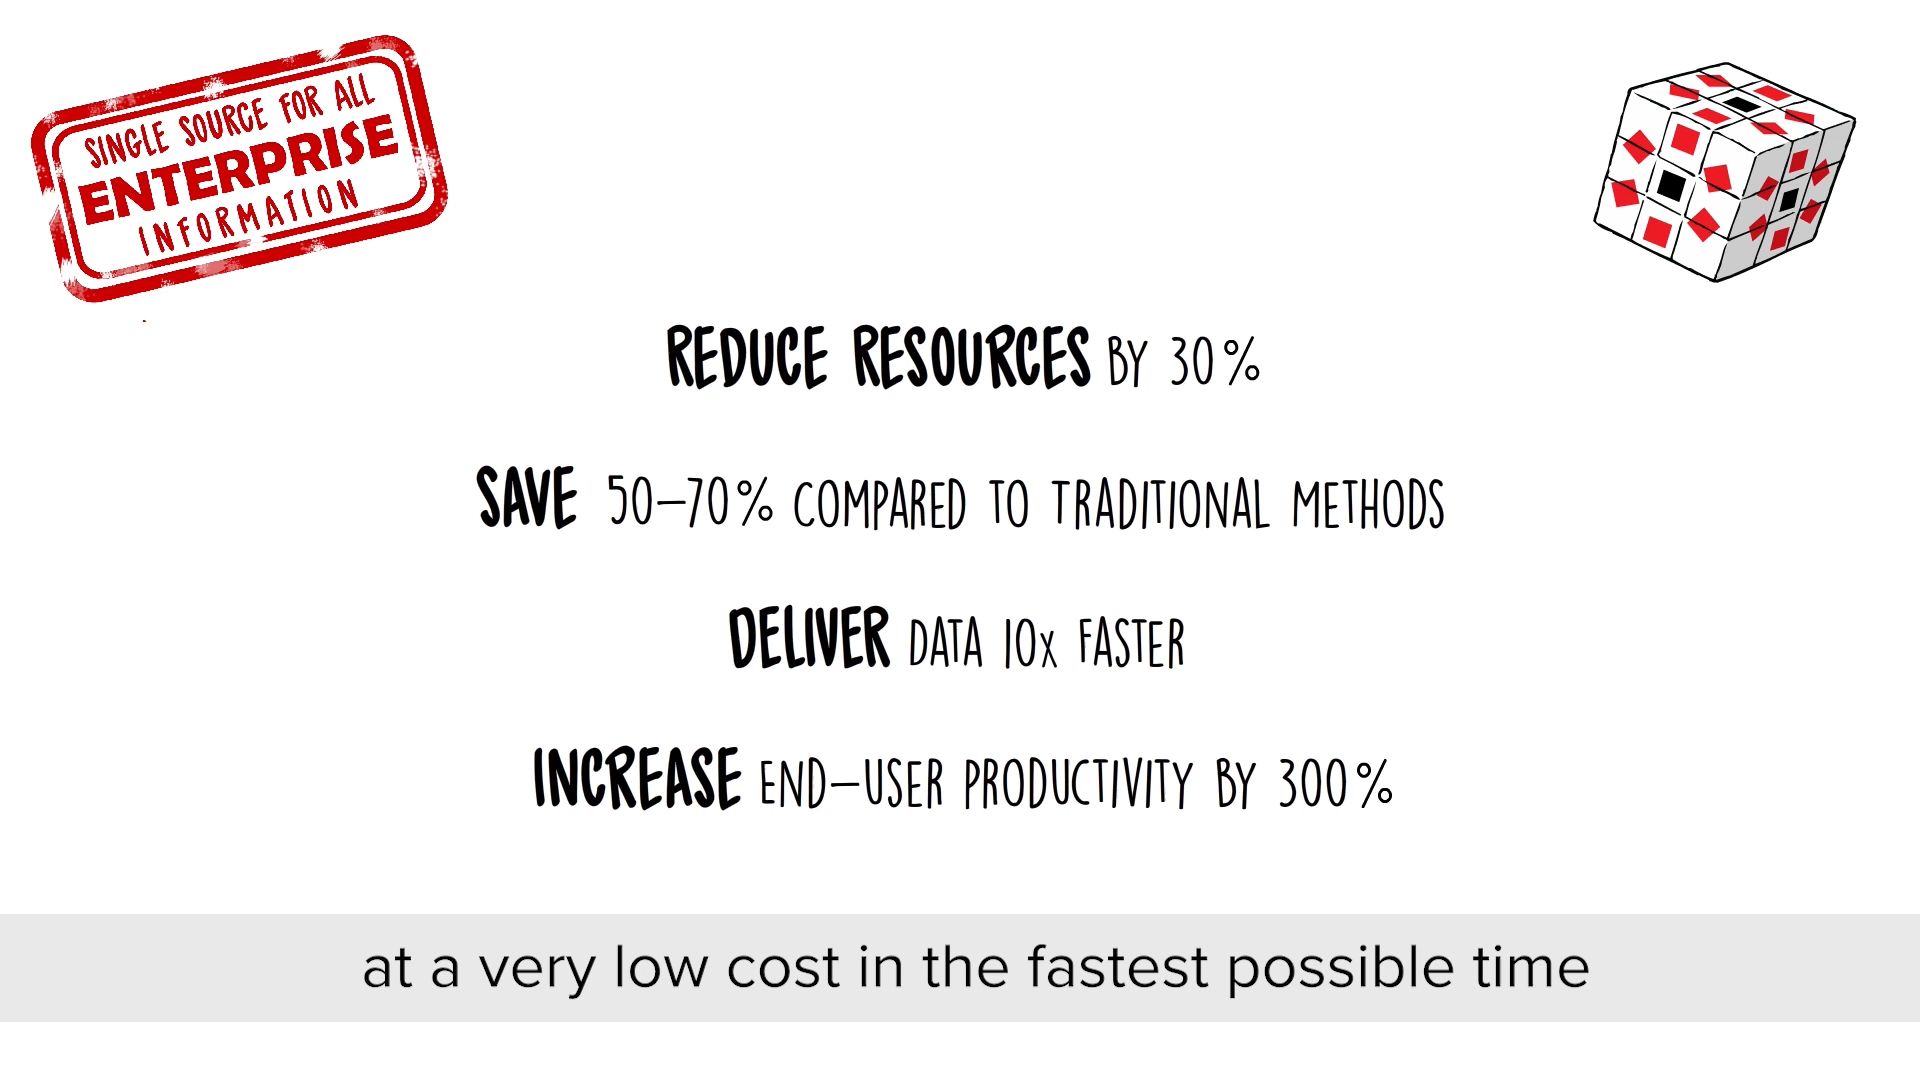 SINGLE SOURCE FOR ALL
ENTERPRISE
INFORMATION
REDUCE RESOURCES BY 30%
SAVE 50–70% COMPARED TO TRADITIONAL METHODS
DELIVER DATA 10x FASTER
INCREASE END–USER PRODUCTIVITY BY 300%
at a very low cost in the fastest possible time